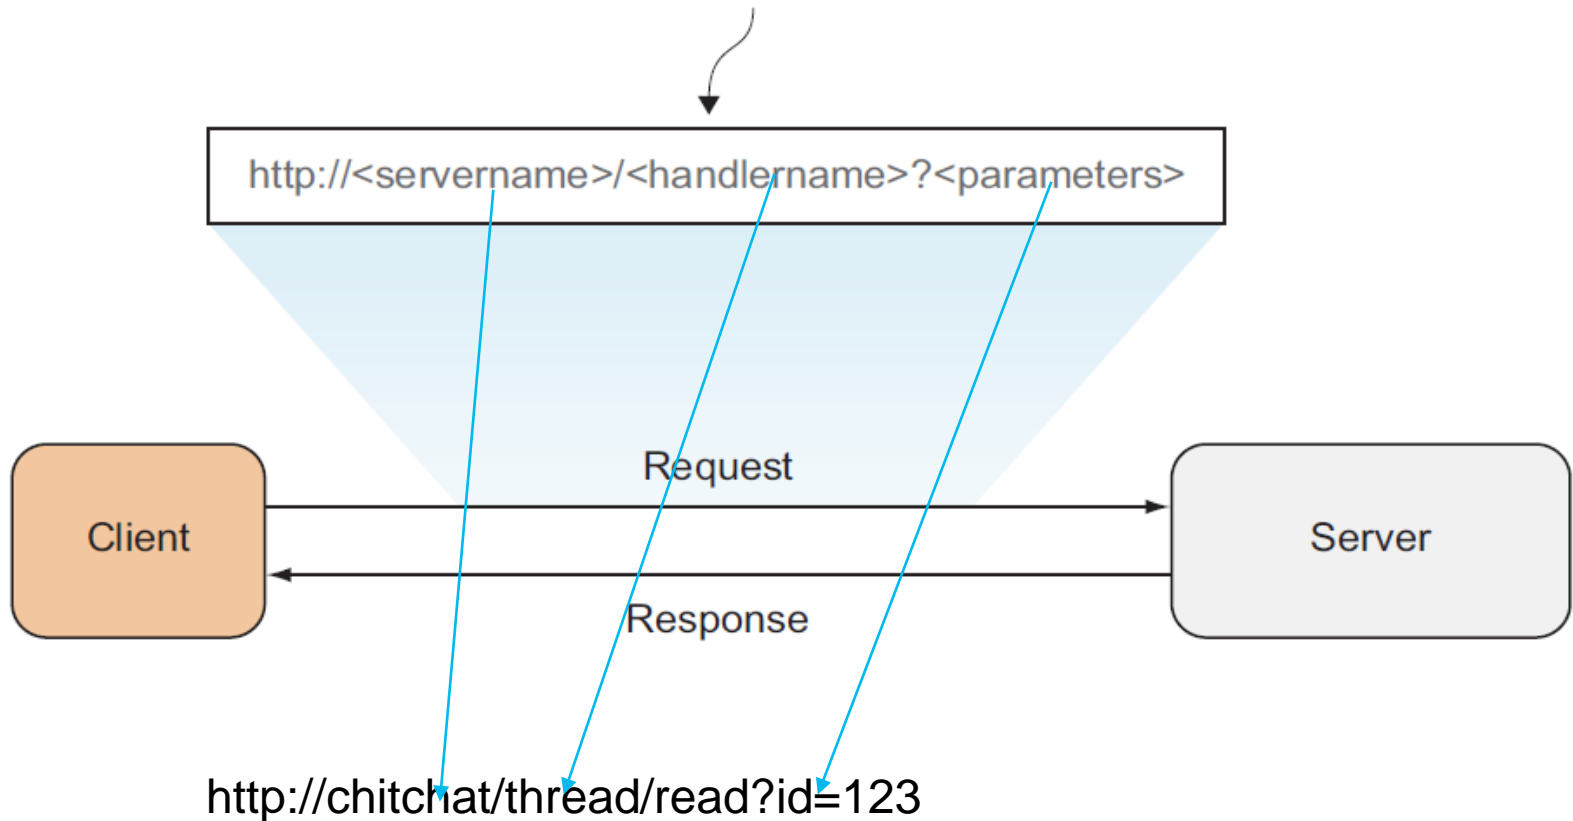 http://<servername>/<handlername>?<parameters>
Request
Client
Server
Response
http://chitchat/thread/read?id=123